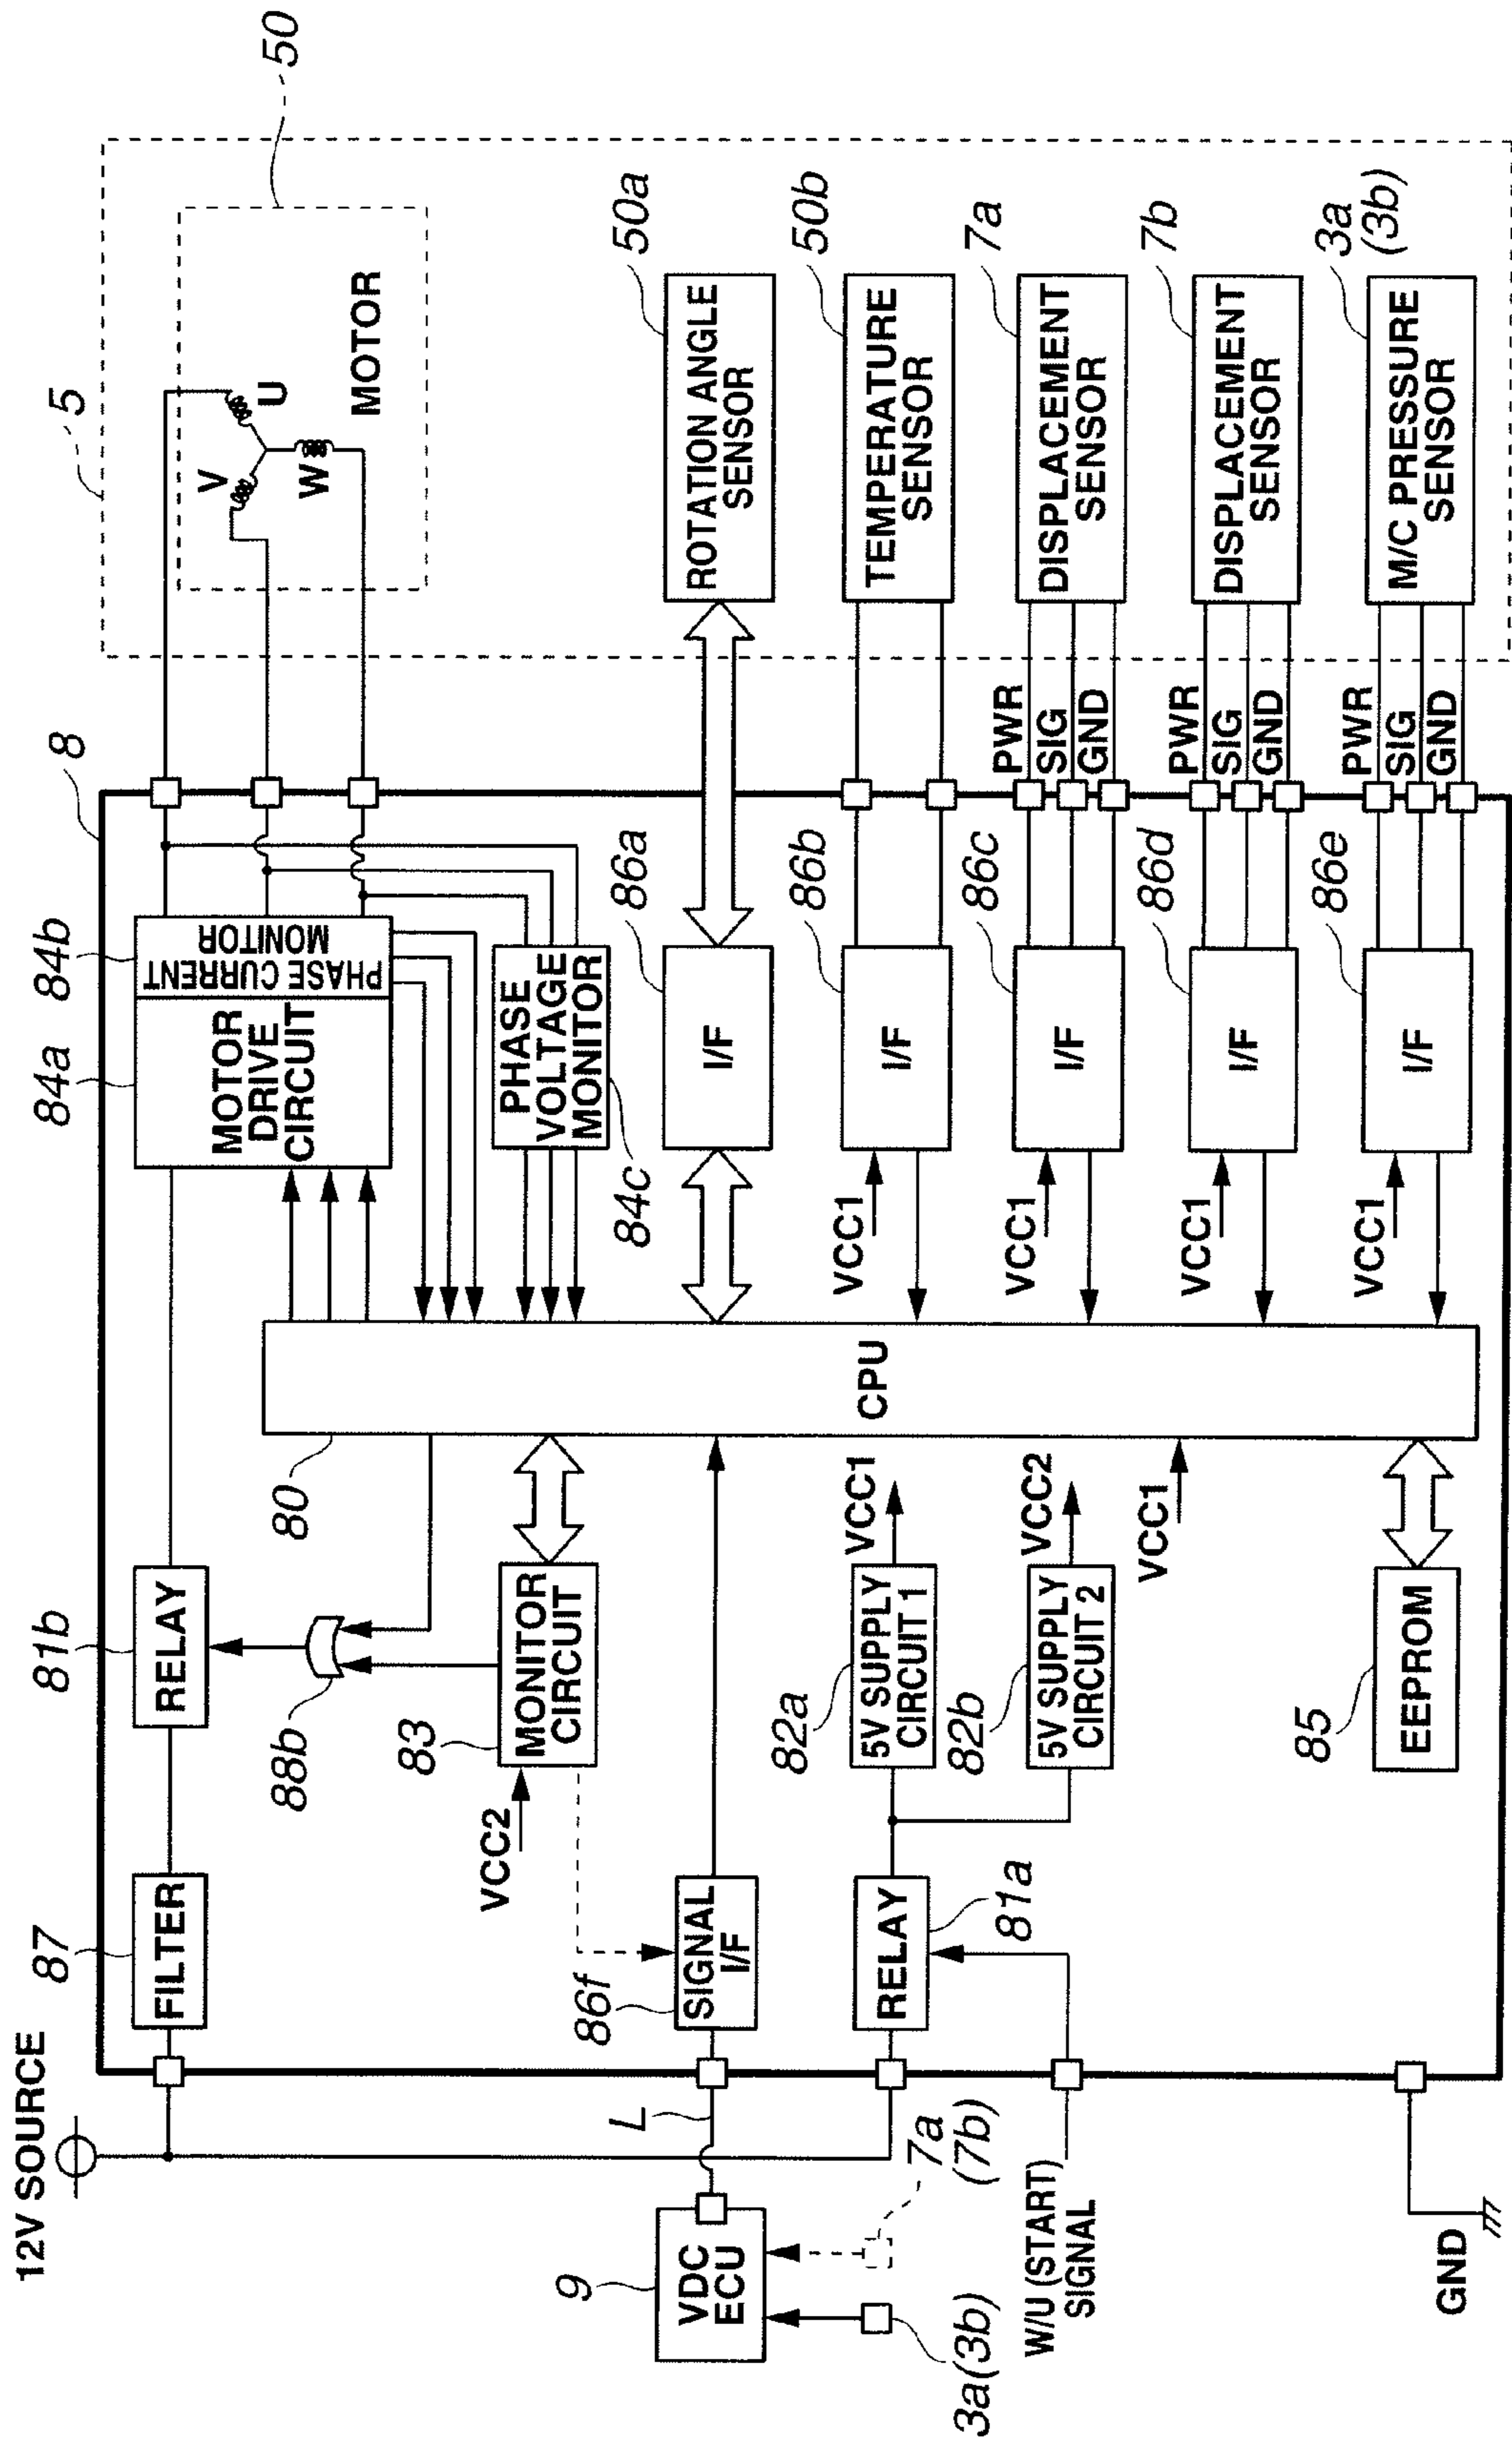 12V SOURCE
87
FILTER
81b
RELAY
88b
84a
MOTOR
DRIVE
CIRCUIT
84b
PHASE CURRENT
MONITOR
8
5
50
U
V
W
MOTOR
80
CPU
83
MONITOR
CIRCUIT
VCC2
PHASE
VOLTAGE
MONITOR
84c
9
VDC
ECU
L
86f
SIGNAL
I/F
86a
I/F
50a
ROTATION ANGLE
SENSOR
3a(3b)
7a
(7b)
81a
RELAY
82a
5V SUPPLY
CIRCUIT 1
VCC1
82b
5V SUPPLY
CIRCUIT 2
VCC2
VCC1
86b
I/F
VCC1
50b
TEMPERATURE
SENSOR
W/U (START)
SIGNAL
86c
I/F
VCC1
PWR
SIG
GND
7a
DISPLACEMENT
SENSOR
86d
I/F
VCC1
PWR
SIG
GND
7b
DISPLACEMENT
SENSOR
GND
85
EEPROM
86e
I/F
VCC1
PWR
SIG
GND
3a
(3b)
M/C PRESSURE
SENSOR